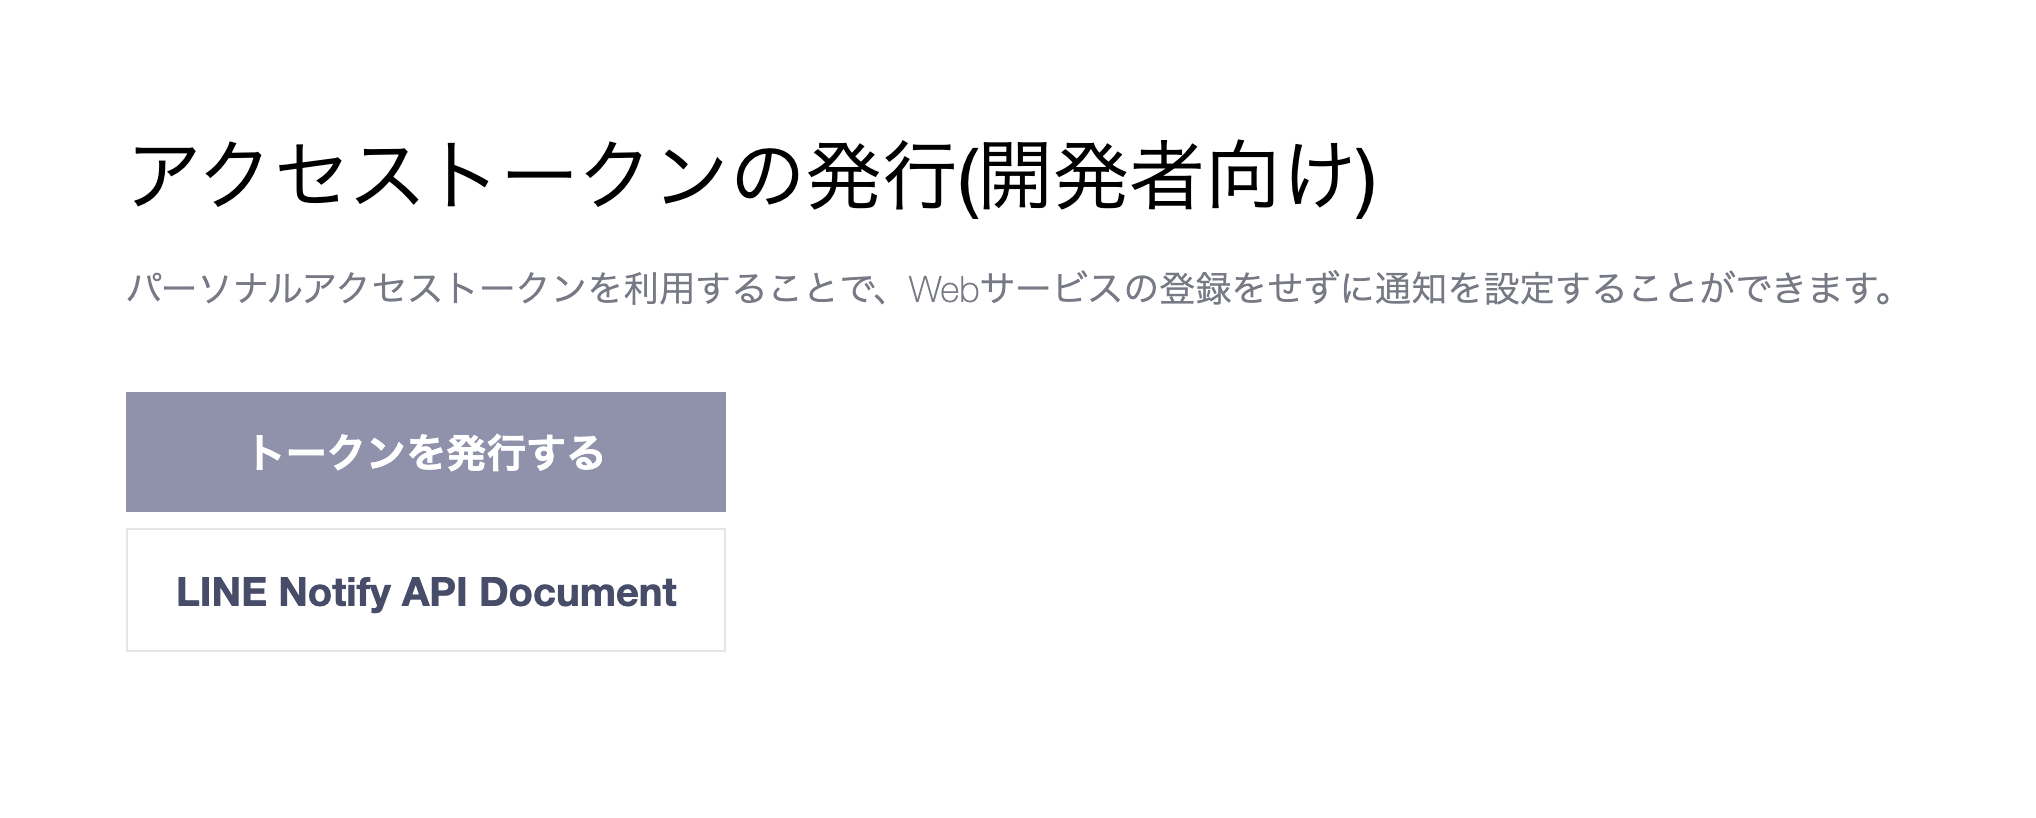 アクセストークンの発行(開発者向け)
パーソナルアクセストークンを利用することで、Webサービスの登録をせずに通知を設定することができます。
トークンを発行する
LINE Notify API Document